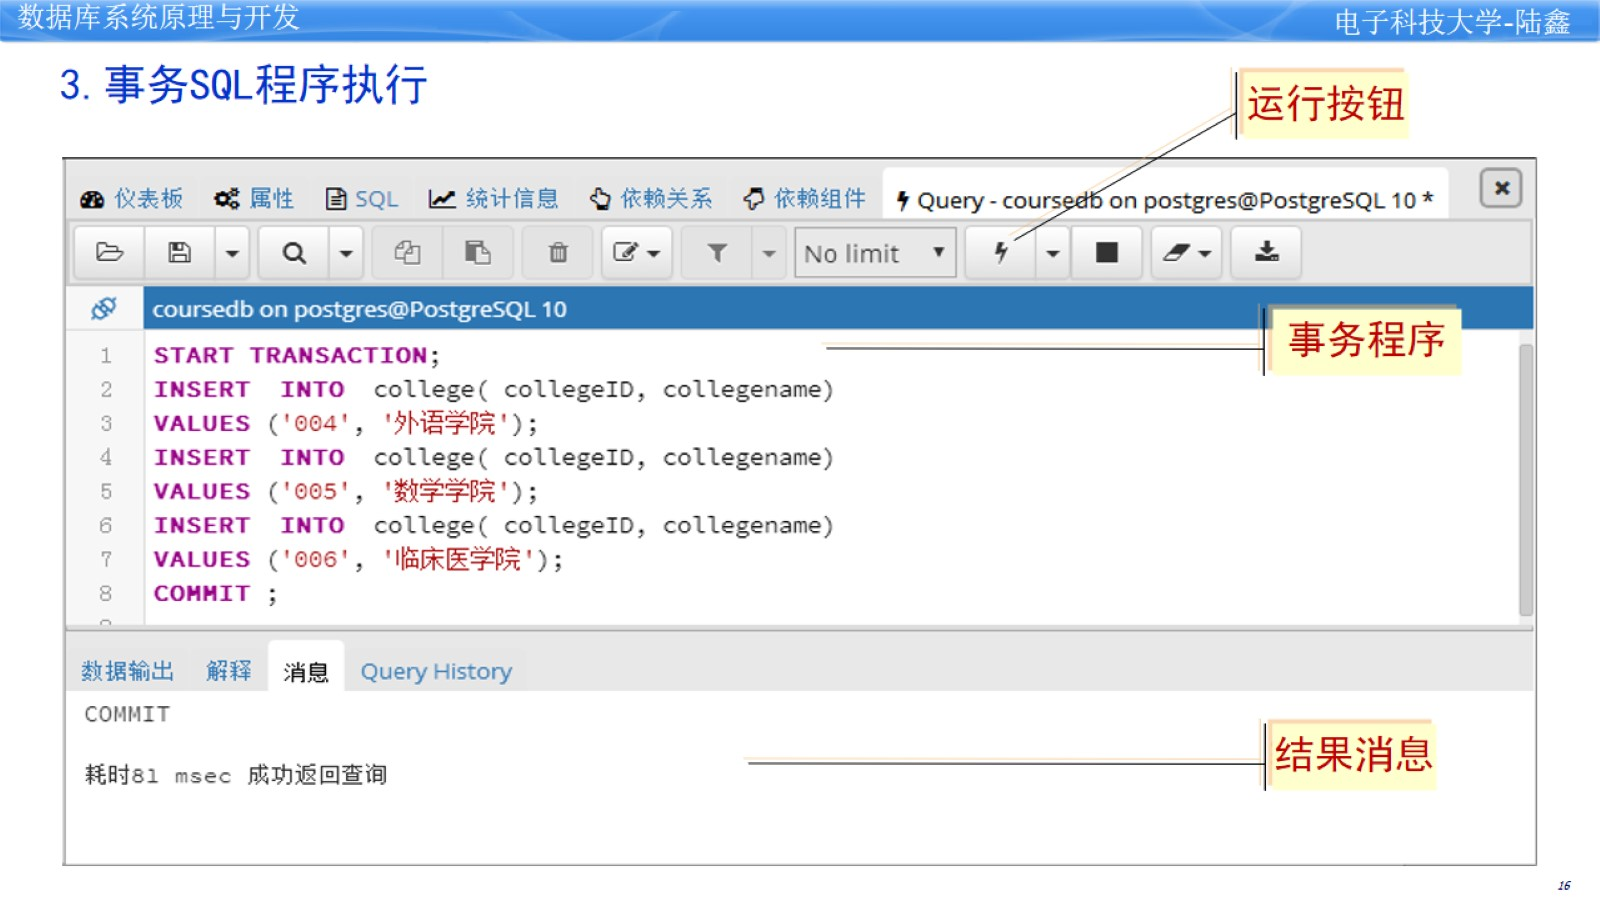 数据库系统原理与开发
电子科技大学-陆鑫
3. 事务SQL程序执行
运行按钮
仪表板 属性 SQL 统计信息 依赖关系 依赖组件 Query - coursedb on postgres@PostgreSQL 10 *
No limit
coursedb on postgres@PostgreSQL 10
事务程序
1 START TRANSACTION;
2 INSERT  INTO  college( collegeID, collegename)
3 VALUES ('004', '外语学院');
4 INSERT  INTO  college( collegeID, collegename)
5 VALUES ('005', '数学学院');
6 INSERT  INTO  college( collegeID, collegename)
7 VALUES ('006', '临床医学院');
8 COMMIT ;
数据输出 解释 消息 Query History
COMMIT
结果消息
耗时81 msec 成功返回查询
16